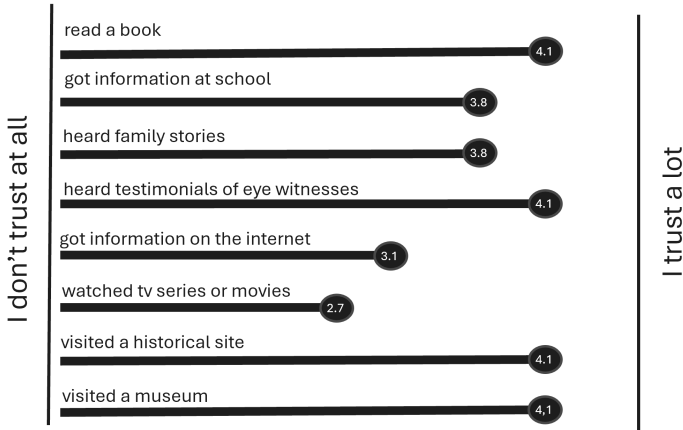 read a book
4.1
got information at school
3.8
heard family stories
3.8
heard testimonials of eye witnesses
4.1
got information on the internet
3.1
watched tv series or movies
2.7
visited a historical site
4.1
visited a museum
4,1
I don't trust at all
I trust a lot